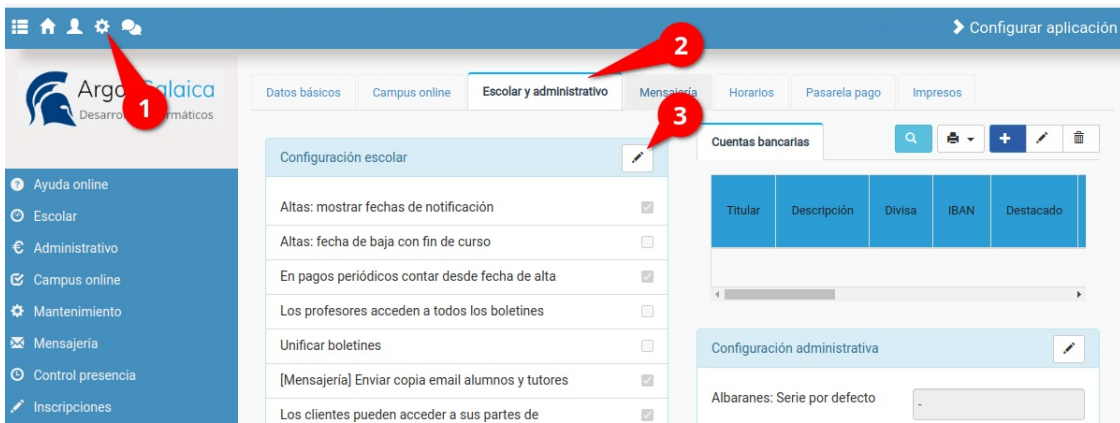 Configurar aplicación
1
2
3
Desarro rmáticos
Datos básicos
Campus online
Escolar y administrativo
Mensajería
Horarios
Pasarela pago
Impresos
Ayuda online
Escolar
Administrativo
Campus online
Mantenimiento
Mensajería
Control presencia
Inscripciones
Configuración escolar
Altas: mostrar fechas de notificación
Altas: fecha de baja con fin de curso
En pagos periódicos contar desde fecha de alta
Los profesores acceden a todos los boletines
Unificar boletines
[Mensajería] Enviar copia email alumnos y tutores
Los clientes pueden acceder a sus partes de
Cuentas bancarias
Titular Descripción Divisa IBAN Destacado
Configuración administrativa
Albaranes: Serie por defecto
-